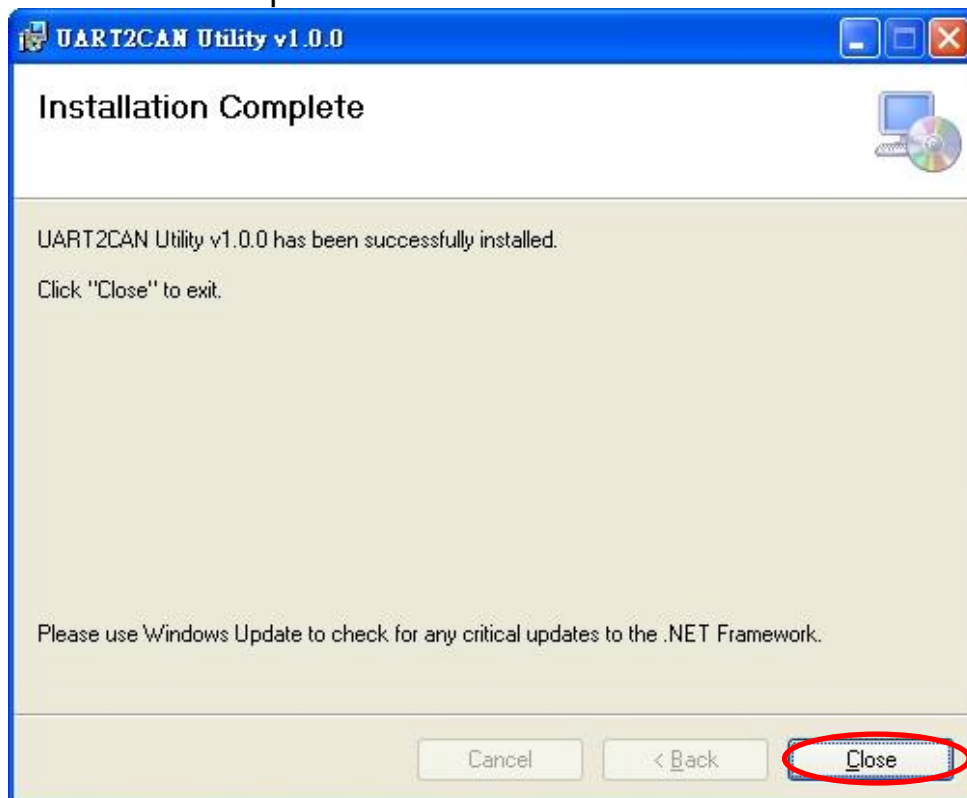 UART2CAN Utility v1.0.0
Installation Complete
UART2CAN Utility v1.0.0 has been successfully installed.
Click "Close" to exit.
Please use Windows Update to check for any critical updates to the .NET Framework.
Cancel
< Back
Close